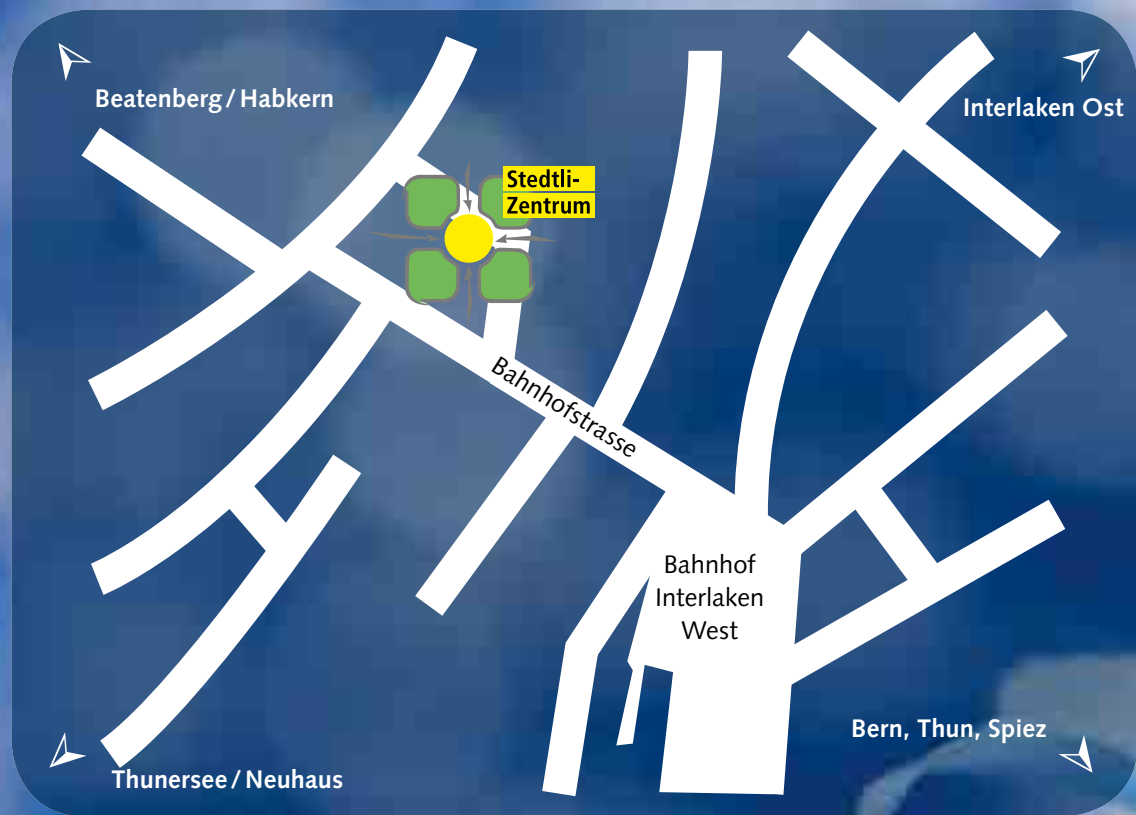 Beatenberg / Habkern
Interlaken Ost
Stedtli-
Zentrum
Bahnhofstrasse
Bahnhof
Interlaken
West
Bern, Thun, Spiez
Thunersee / Neuhaus